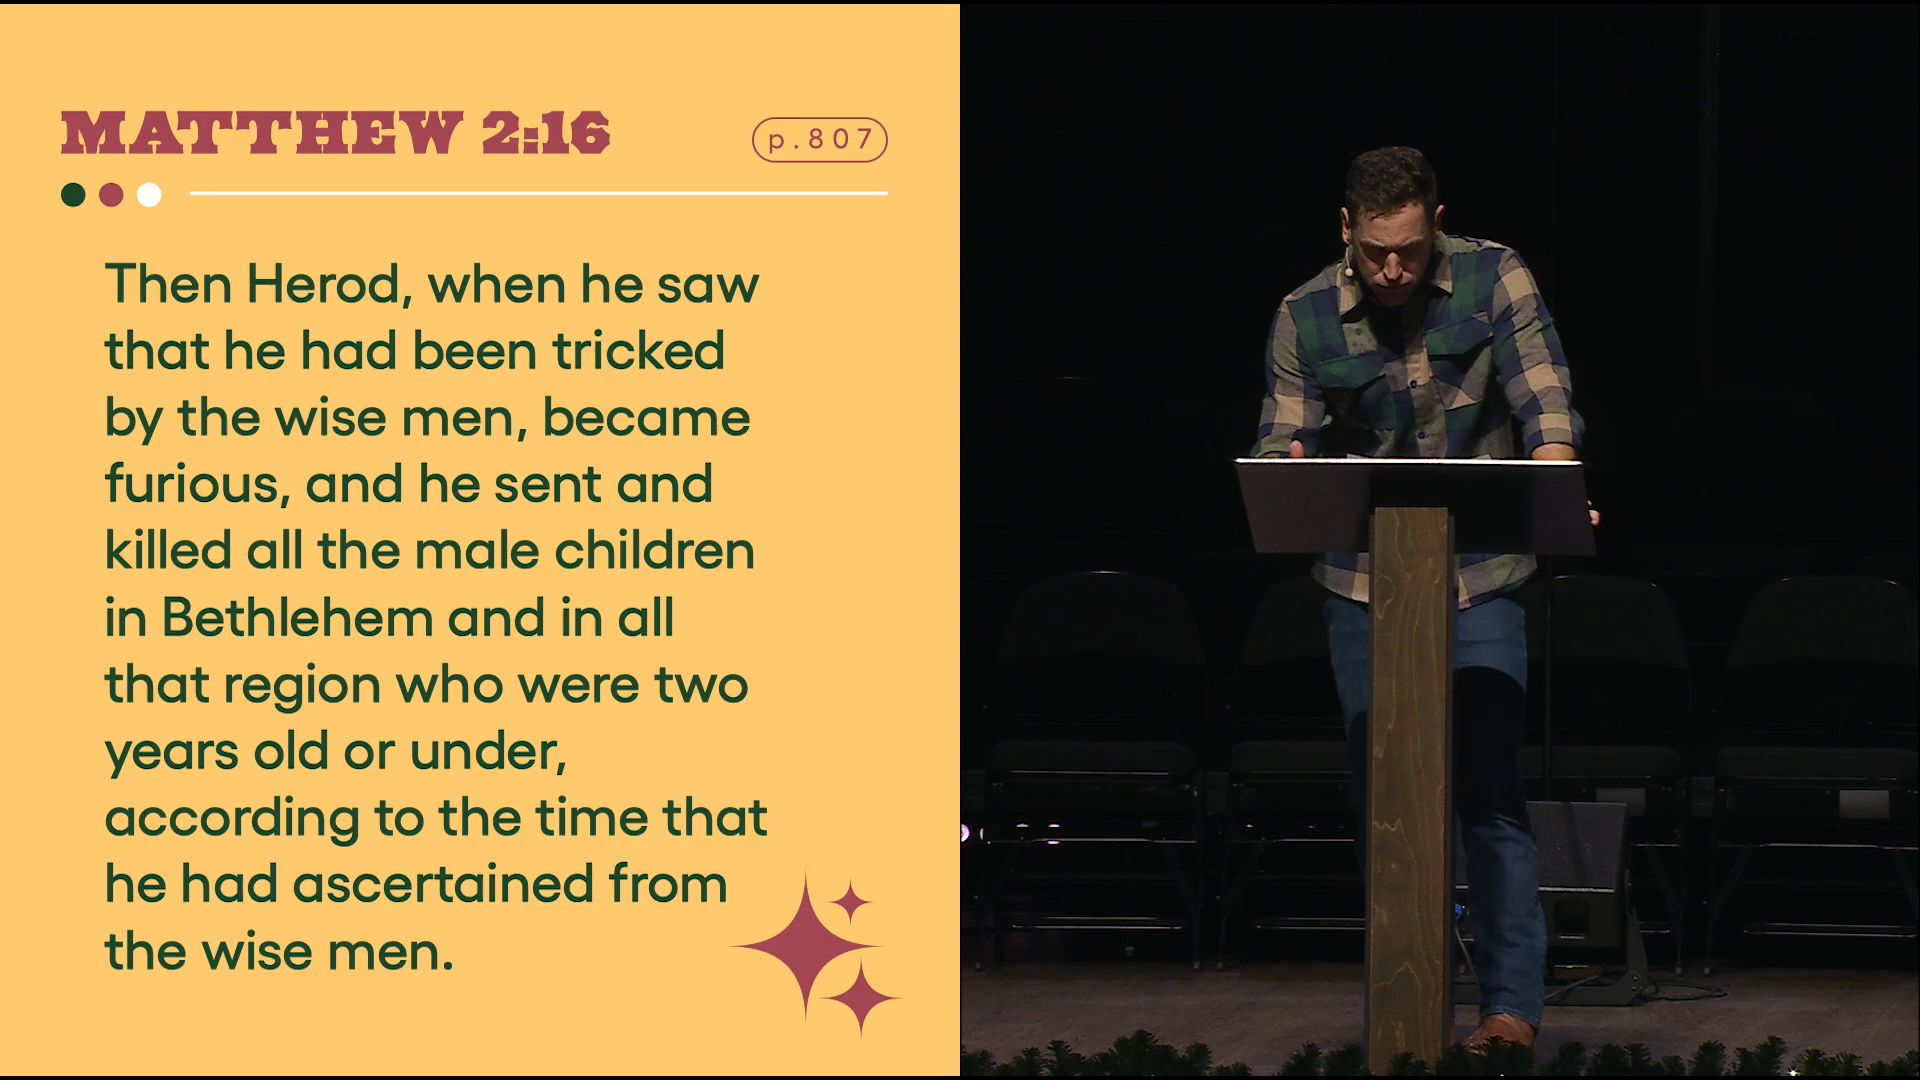 MATTHEW 2:16
p.807
Then Herod, when he saw
that he had been tricked
by the wise men, became
furious, and he sent and
killed all the male children
in Bethlehem and in all
that region who were two
years old or under,
according to the time that
he had ascertained from
the wise men.